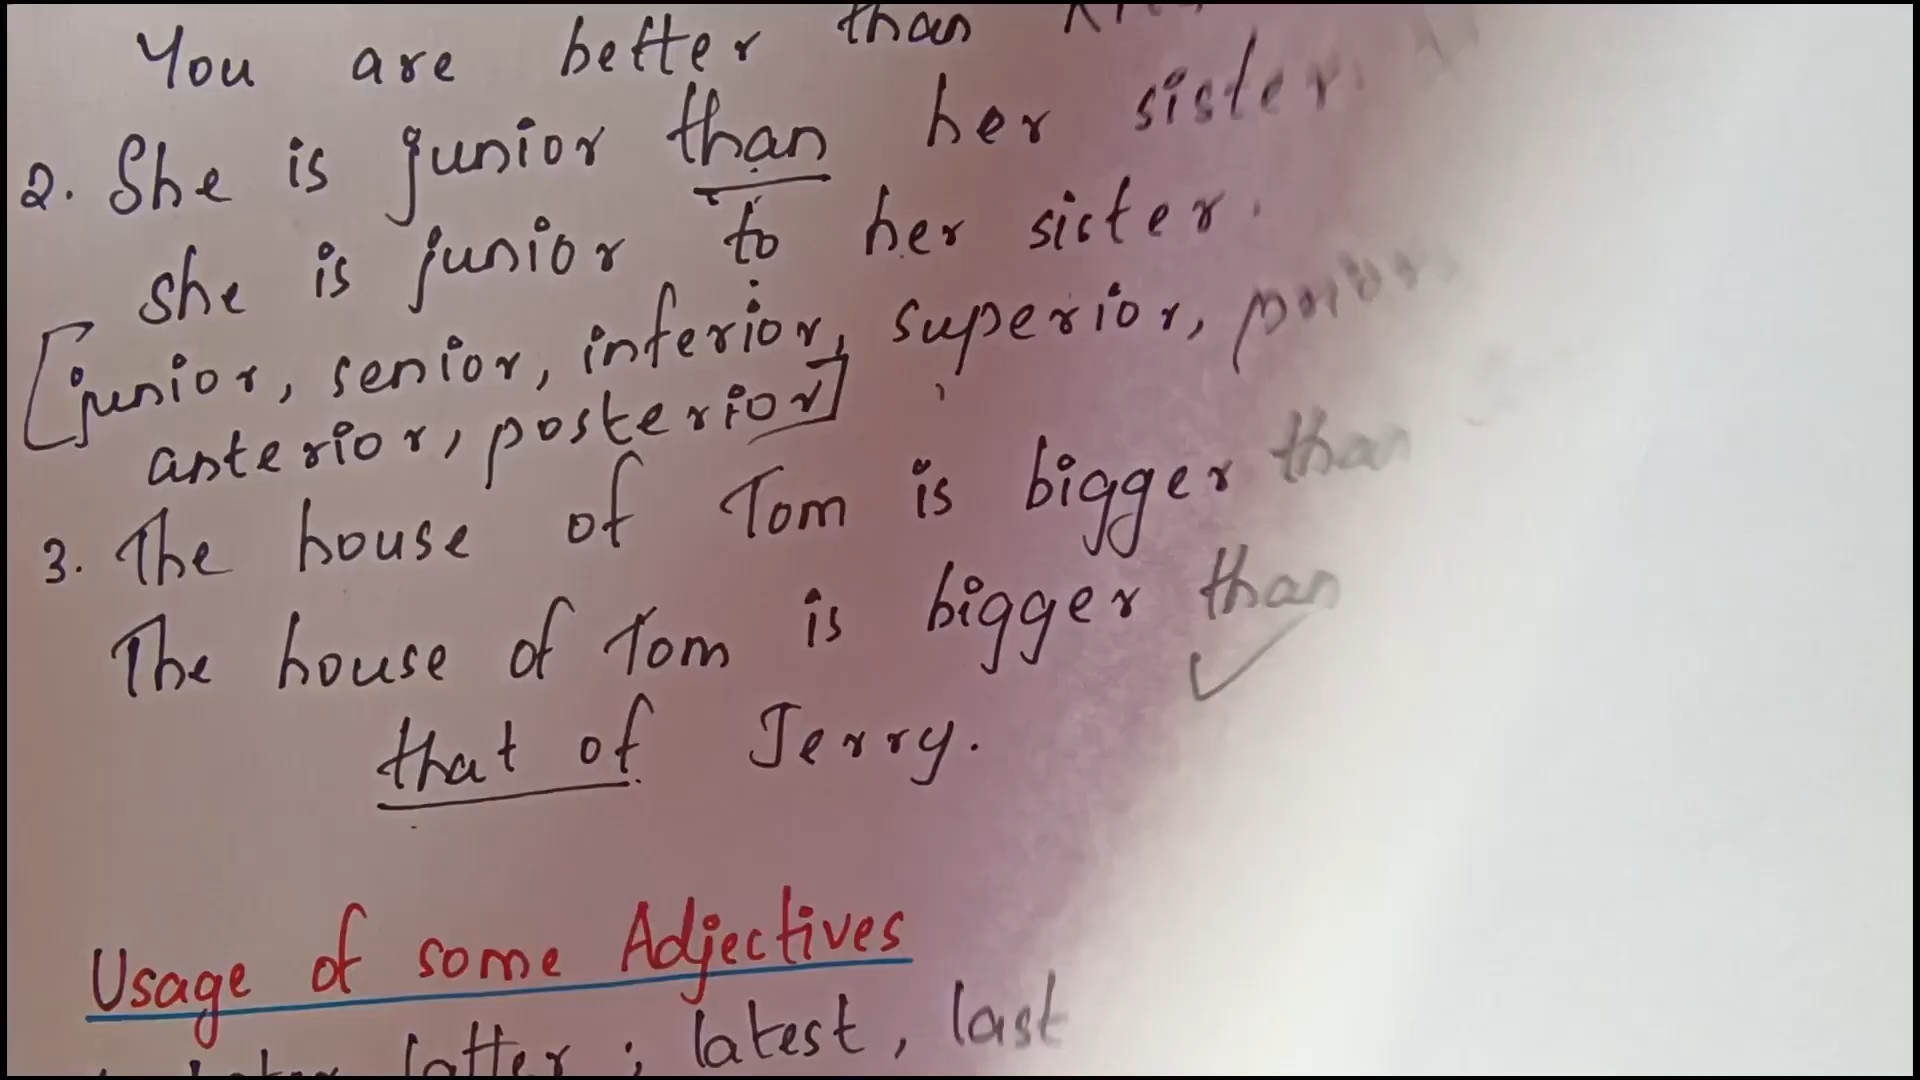 You are better than
2. She is junior than her sister.
she is junior to her sister.
[junior, senior, inferior, superior,
anterior, posterior]
3. The house of Tom is bigger than
The house of Tom is bigger than
that of Jerry.
Usage of some Adjectives
latter ; latest, last